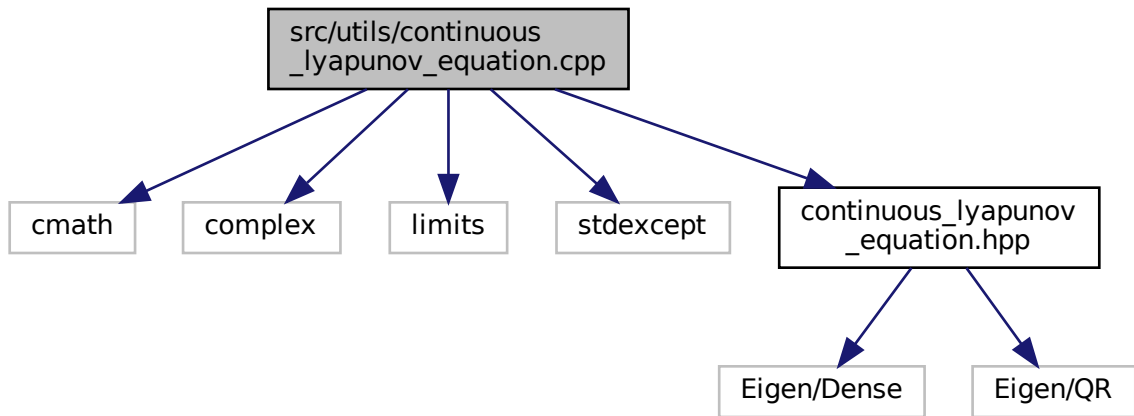 src/utils/continuous
_lyapunov_equation.cpp
cmath
complex
limits
stdexcept
continuous_lyapunov
_equation.hpp
Eigen/Dense
Eigen/QR